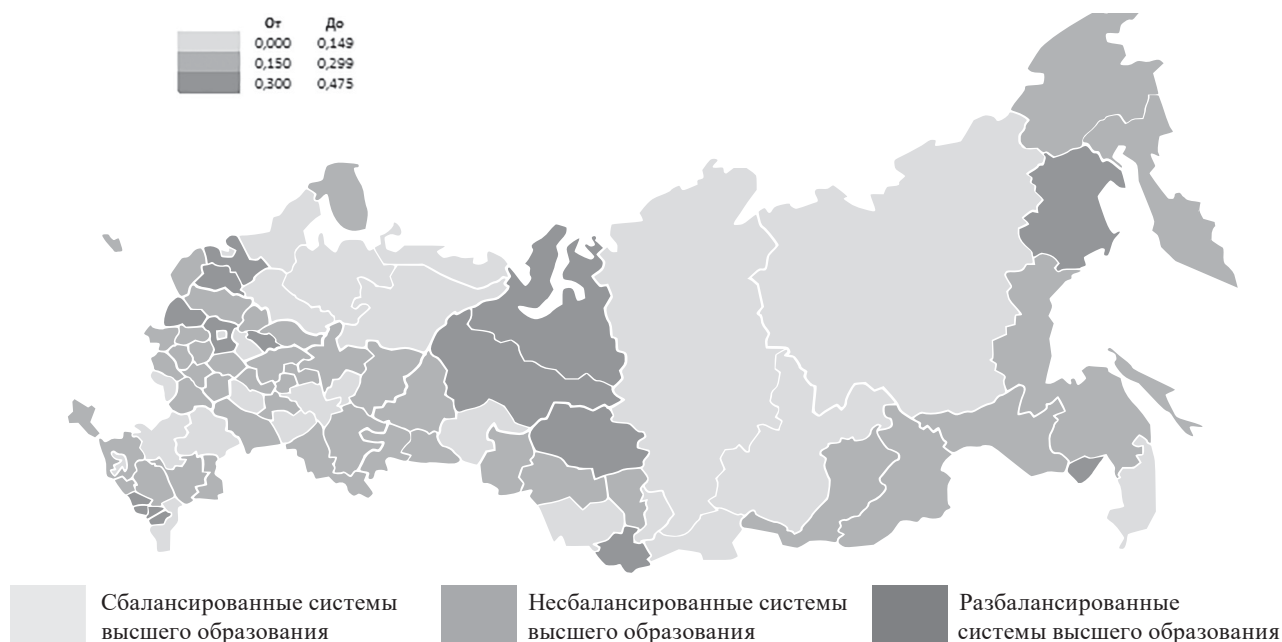 От До
0,000 0,149
0,150 0,299
0,300 0,475
Сбалансированные системы
высшего образования
Несбалансированные системы
высшего образования
Разбалансированные
системы высшего образования